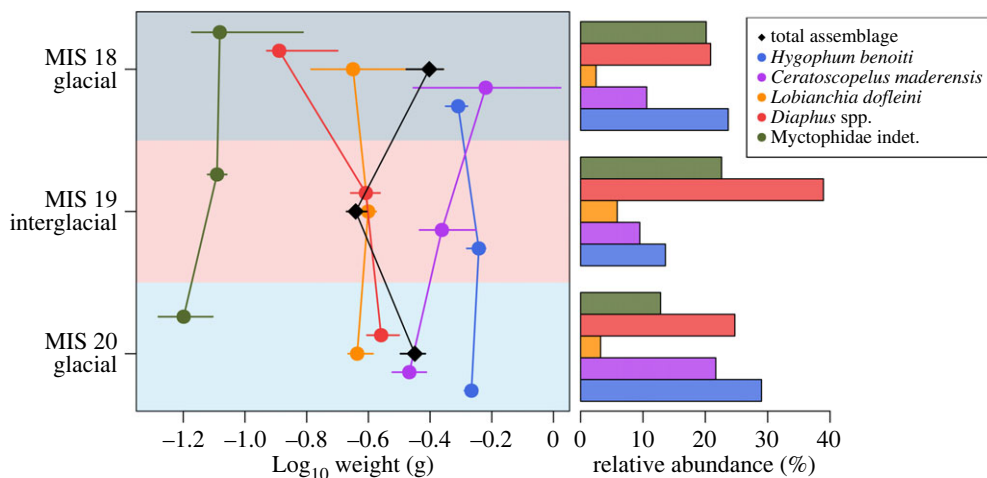 MIS 18
glacial
MIS 19
interglacial
MIS 20
glacial
–1.2 –1.0 –0.8 –0.6 –0.4 –0.2 0
Log10 weight (g)
0 10 20 30 40
relative abundance (%)
total assemblage
Hygophum benoiti
Ceratoscopelus maderensis
Lobianchia dofleini
Diaphus spp.
Myctophidae indet.